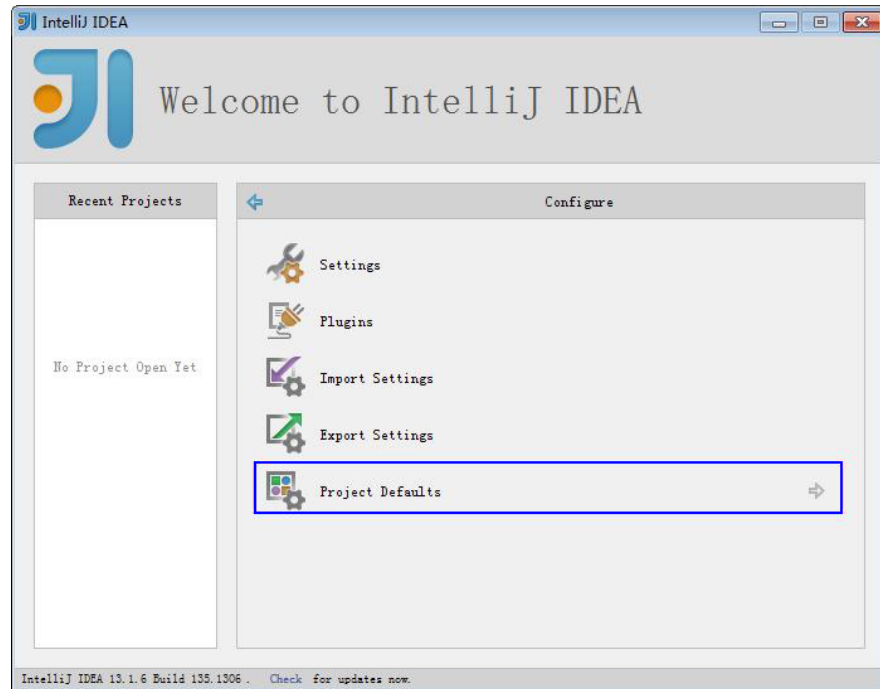 IntelliJ IDEA
Welcome to IntelliJ IDEA
Recent Projects
Configure
Settings
Plugins
No Project Open Yet
Import Settings
Export Settings
Project Defaults
IntelliJ IDEA 13.1.6 Build 135.1306 . Check for updates now.